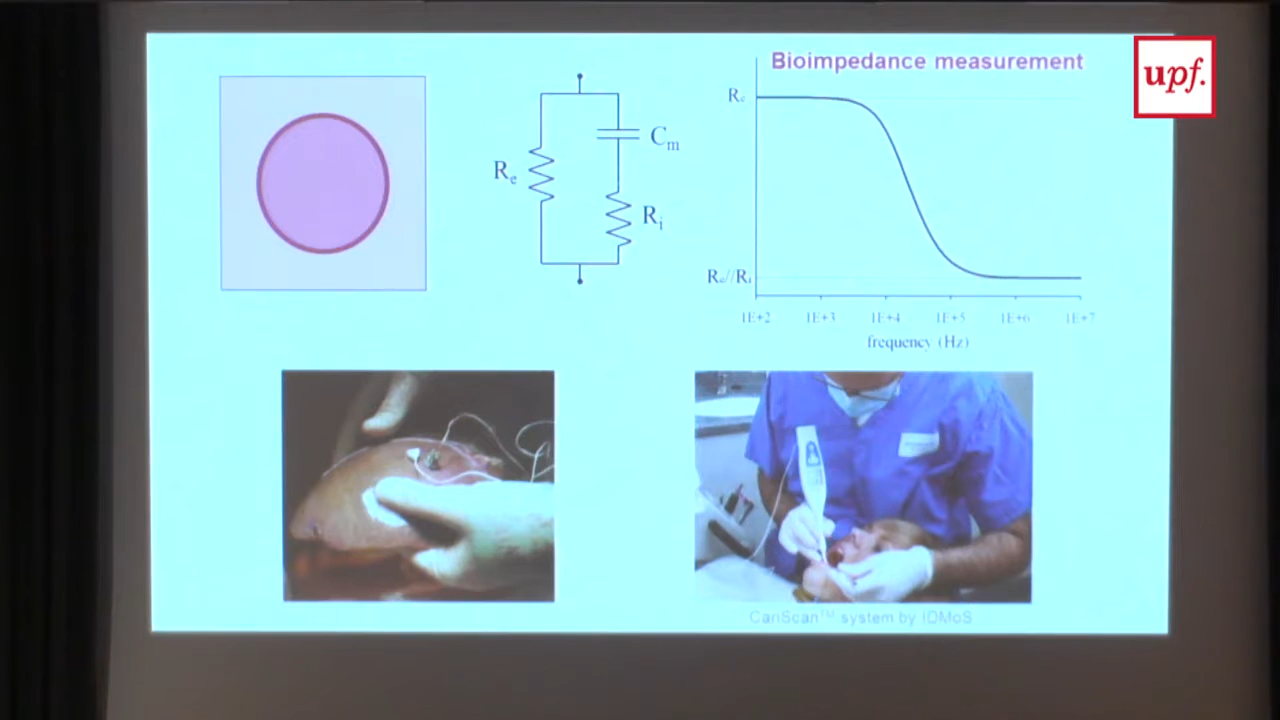 Bioimpedance measurement
upf.
Re
Cm
Ri
Re
Re//Ri
1E+2 1E+3 1E+4 1E+5 1E+6 1E+7
frequency (Hz)
CariScan™ system by IDMoS